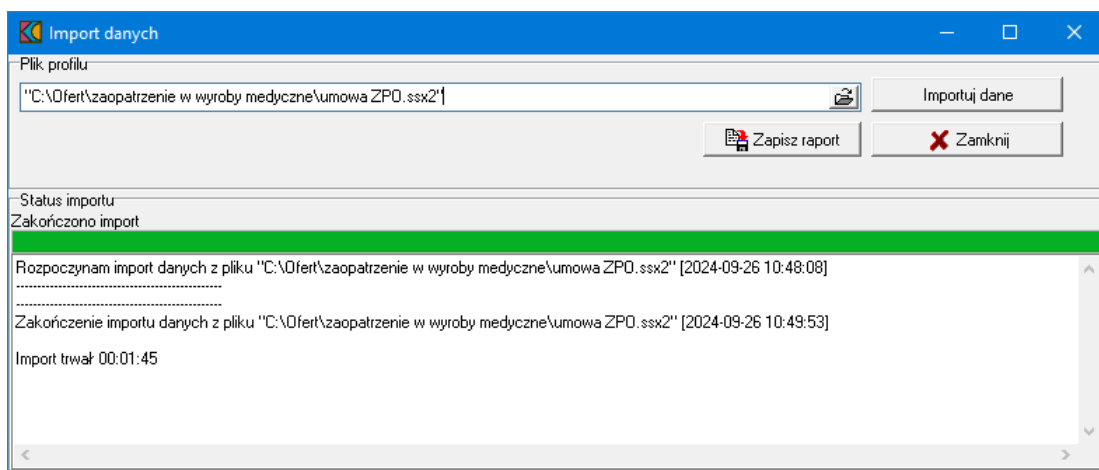 Import danych
Plik profilu
"C:\Ofert\zaopatrzenie w wyroby medyczne\umowa ZPO.ssx2"
Importuj dane
Zapisz raport
Zamknij
Status importu
Zakończono import
Rozpoczynam import danych z pliku "C:\Ofert\zaopatrzenie w wyroby medyczne\umowa ZPO.ssx2" [2024-09-26 10:48:08]
----------------------------------------------------
----------------------------------------------------
Zakończenie importu danych z pliku "C:\Ofert\zaopatrzenie w wyroby medyczne\umowa ZPO.ssx2" [2024-09-26 10:49:53]
Import trwał 00:01:45